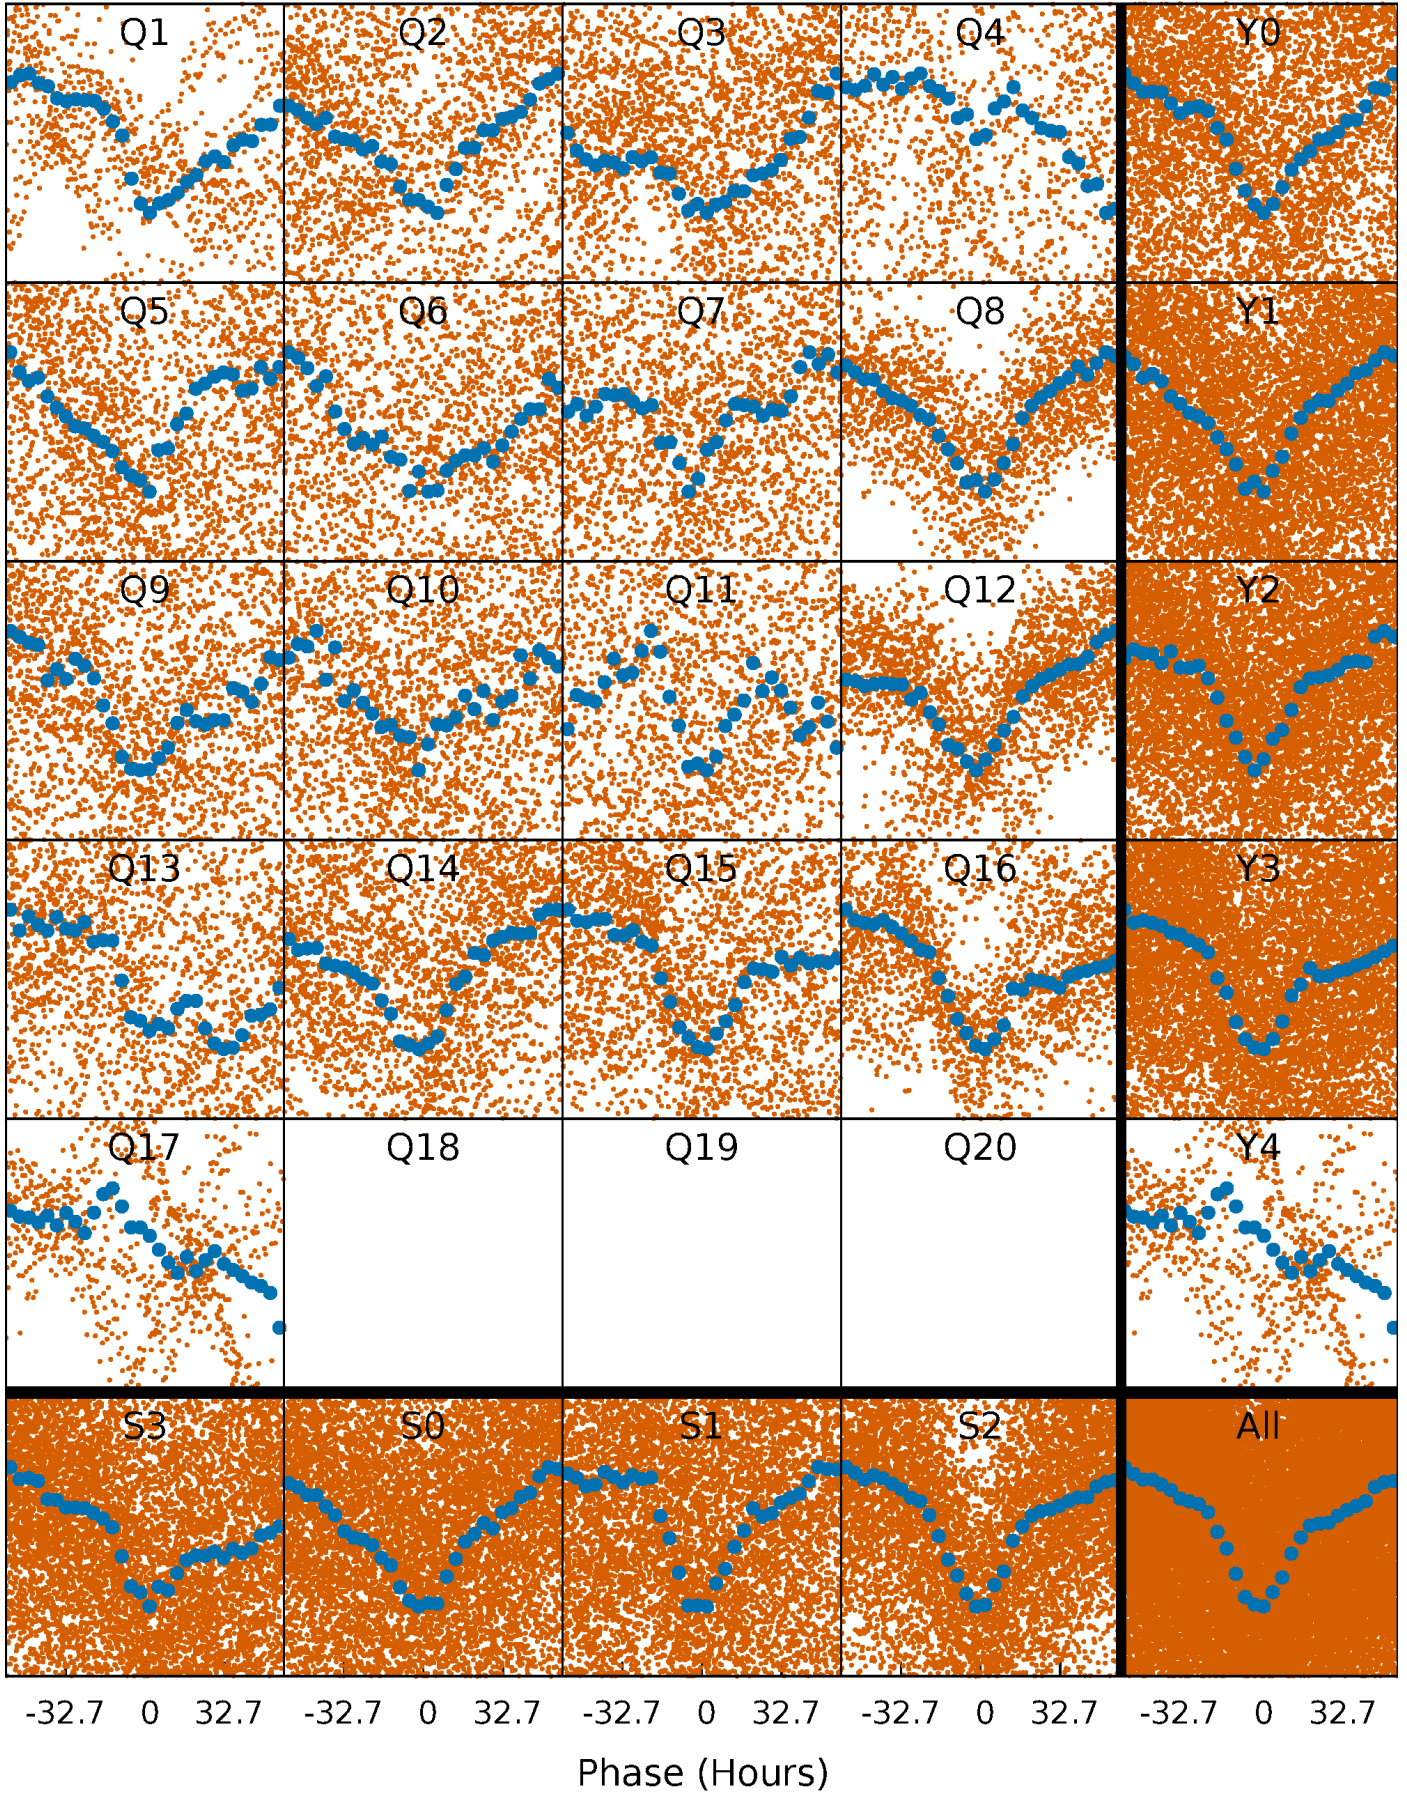 Q1 Q2 Q3 Q4 Y0
Q5 Q6 Q7 Q8 Y1
Q9 Q10 Q11 Q12 Y2
Q13 Q14 Q15 Q16 Y3
Q17 Q18 Q19 Q20 Y4
S3 S0 S1 S2 All
-32.7 0 32.7 -32.7 0 32.7 -32.7 0 32.7 -32.7 0 32.7 -32.7 0 32.7
Phase (Hours)